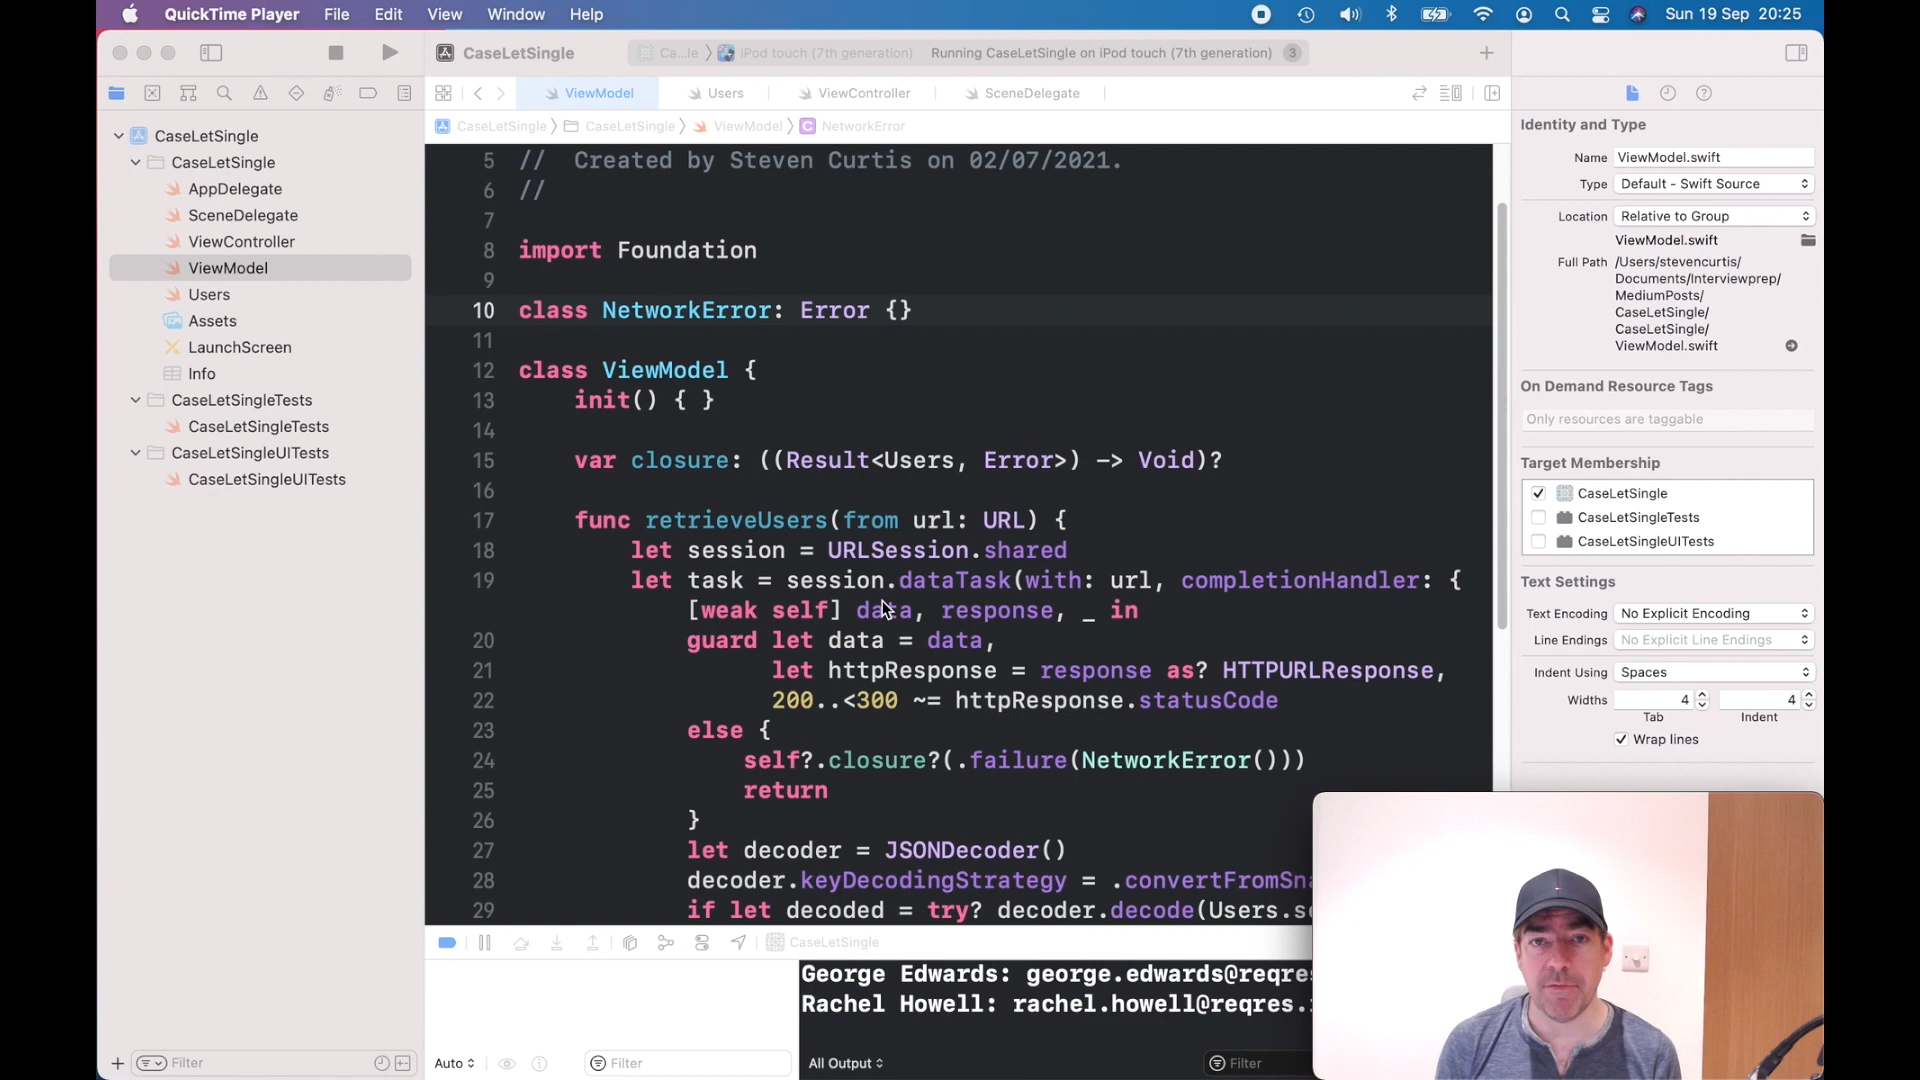 QuickTime Player File Edit View Window Help Sun 19 Sep 20:25
CaseLetSingle Ca...le iPod touch (7th generation) Running CaseLetSingle on iPod touch (7th generation) 3
ViewModel Users ViewController SceneDelegate
CaseLetSingle CaseLetSingle ViewModel C NetworkError
CaseLetSingle
CaseLetSingle
AppDelegate
SceneDelegate
ViewController
ViewModel
Users
Assets
LaunchScreen
Info
CaseLetSingleTests
CaseLetSingleTests
CaseLetSingleUITests
CaseLetSingleUITests
Filter
5 //  Created by Steven Curtis on 02/07/2021.
6 //
7
8 import Foundation
9
10 class NetworkError: Error {}
11
12 class ViewModel {
13 init() { }
14
15 var closure: ((Result<Users, Error>) -> Void)?
16
17 func retrieveUsers(from url: URL) {
18 let session = URLSession.shared
19 let task = session.dataTask(with: url, completionHandler: {
[weak self] data, response, _ in
20 guard let data = data,
21 let httpResponse = response as? HTTPURLResponse,
22 200..<300 ~= httpResponse.statusCode
23 else {
24 self?.closure?(.failure(NetworkError()))
25 return
26 }
27 let decoder = JSONDecoder()
28 decoder.keyDecodingStrategy = .convertFromSna
29 if let decoded = try? decoder.decode(Users.se
CaseLetSingle
George Edwards: george.edwards@reqres
Rachel Howell: rachel.howell@reqres.
Auto Filter All Output Filter
Identity and Type
Name ViewModel.swift
Type Default - Swift Source
Location Relative to Group
ViewModel.swift
Full Path /Users/stevencurtis/
Documents/Interviewprep/
MediumPosts/
CaseLetSingle/
CaseLetSingle/
ViewModel.swift
On Demand Resource Tags
Only resources are taggable
Target Membership
CaseLetSingle
CaseLetSingleTests
CaseLetSingleUITests
Text Settings
Text Encoding No Explicit Encoding
Line Endings No Explicit Line Endings
Indent Using Spaces
Widths 4 4
Tab Indent
Wrap lines